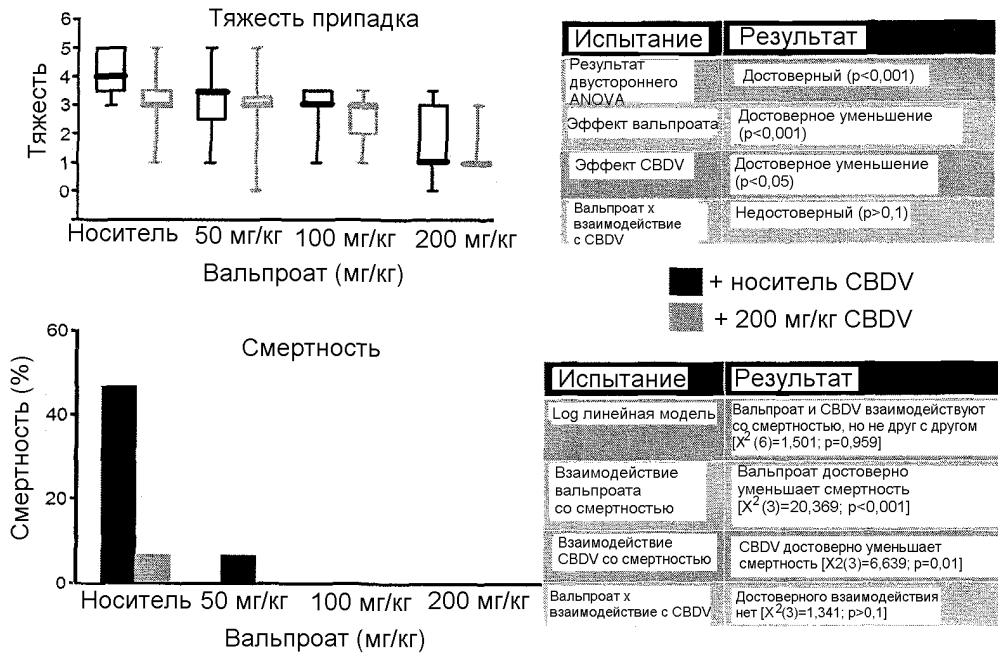 Тяжесть припадка
Тяжесть
6
5
4
3
2
1
0
Носитель 50 мг/кг 100 мг/кг 200 мг/кг
Вальпроат (мг/кг)
Испытание Результат
Результат
двустороннего
ANOVA
Достоверный (p<0,001)
Эффект вальпроата
Достоверное уменьшение
(p<0,001)
Эффект CBDV
Достоверное уменьшение
(p<0,05)
Вальпроат x
взаимодействие
с CBDV
Недостоверный (p>0,1)
+ носитель CBDV
+ 200 мг/кг CBDV
Смертность
Смертность (%)
60
40
20
0
Носитель 50 мг/кг 100 мг/кг 200 мг/кг
Вальпроат (мг/кг)
Испытание Результат
Log линейная модель
Вальпроат и CBDV взаимодействуют
со смертностью, но не друг с другом
[X² (6)=1,501; p=0,959]
Взаимодействие
вальпроата
со смертностью
Вальпроат достоверно
уменьшает смертность
[X² (3)=20,369; p<0,001]
Взаимодействие
CBDV со смертностью
CBDV достоверно уменьшает
смертность [X2(3)=6,639; p=0,01]
Вальпроат x
взаимодействие с CBDV
Достоверного взаимодействия
нет [X²(3)=1,341; p>0,1]